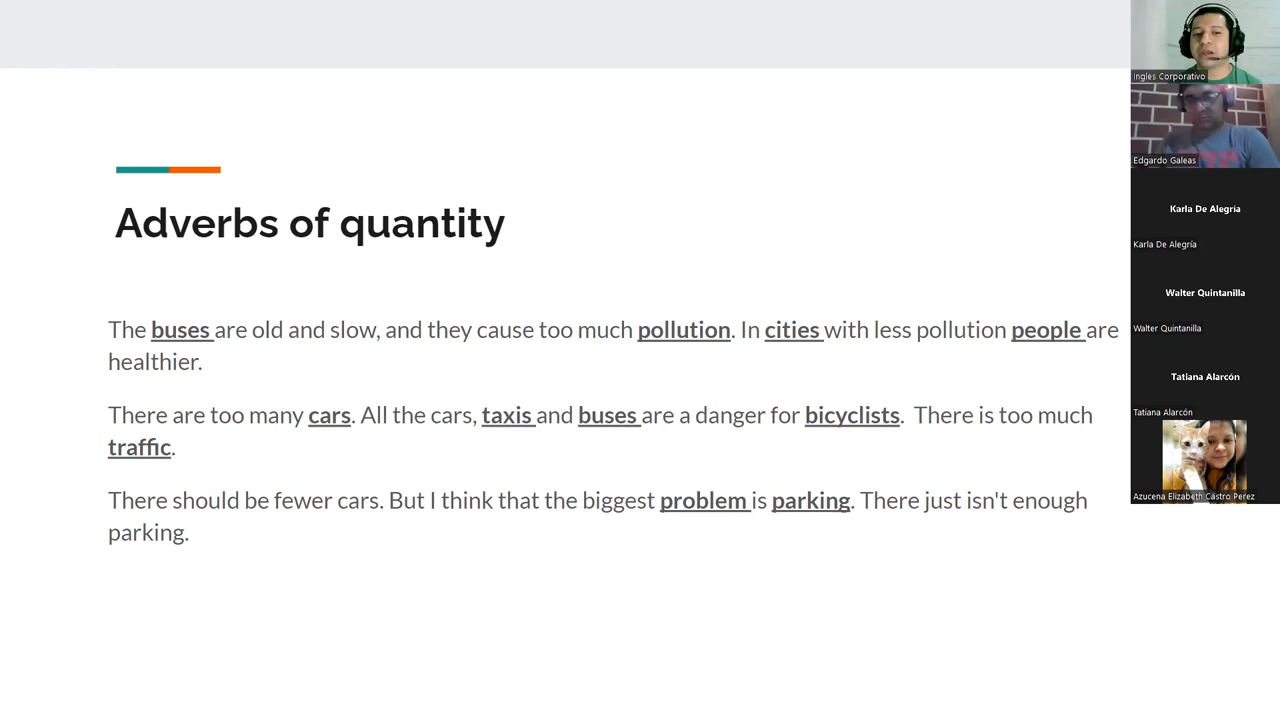 Adverbs of quantity
The buses are old and slow, and they cause too much pollution. In cities with less pollution people are
healthier.
There are too many cars. All the cars, taxis and buses are a danger for bicyclists. There is too much
traffic.
There should be fewer cars. But I think that the biggest problem is parking. There just isn't enough
parking.
Ingles Corporativo
Edgardo Galeas
Karla De Alegría
Karla De Alegría
Walter Quintanilla
Walter Quintanilla
Tatiana Alarcón
Tatiana Alarcón
Azucena Elizabeth Castro Perez